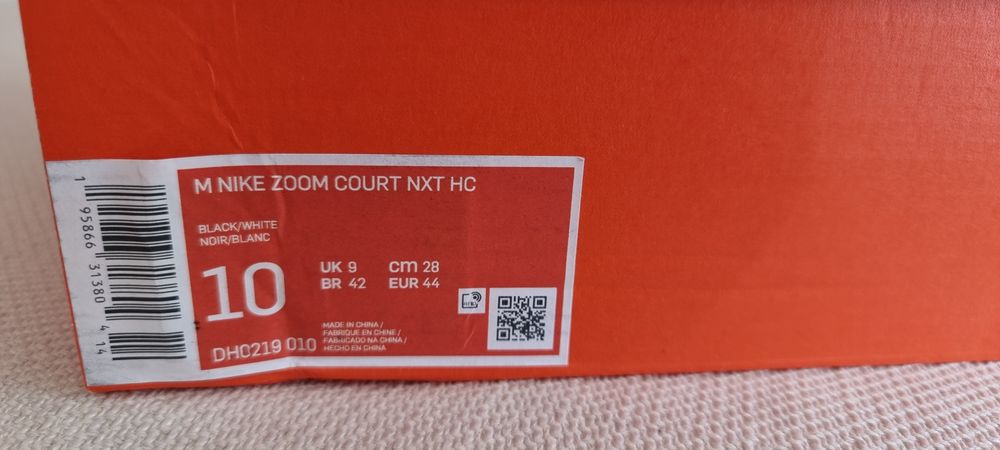 M NIKE ZOOM COURT NXT HC
BLACK/WHITE
NOIR/BLANC
10
UK 9 cm 28
BR 42 EUR 44
MADE IN CHINA /
FABRIQUE EN CHINE /
FABRICADO NA CHINA /
HECHO EN CHINA
DH0219 010
1 95866 31380 4 14